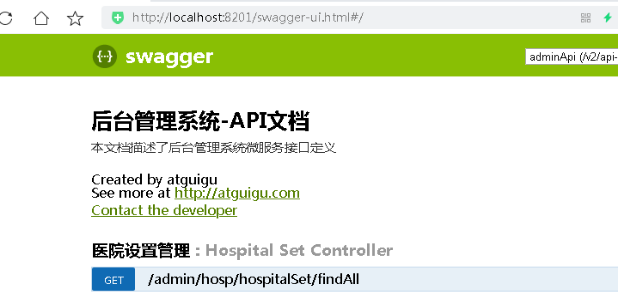 http://localhost:8201/swagger-ui.html#/
{···} swagger
adminApi (/v2/api-
后台管理系统-API文档
本文档描述了后台管理系统微服务接口定义
Created by atguigu
See more at http://atguigu.com
Contact the developer
医院设置管理 : Hospital Set Controller
GET /admin/hosp/hospitalSet/findAll